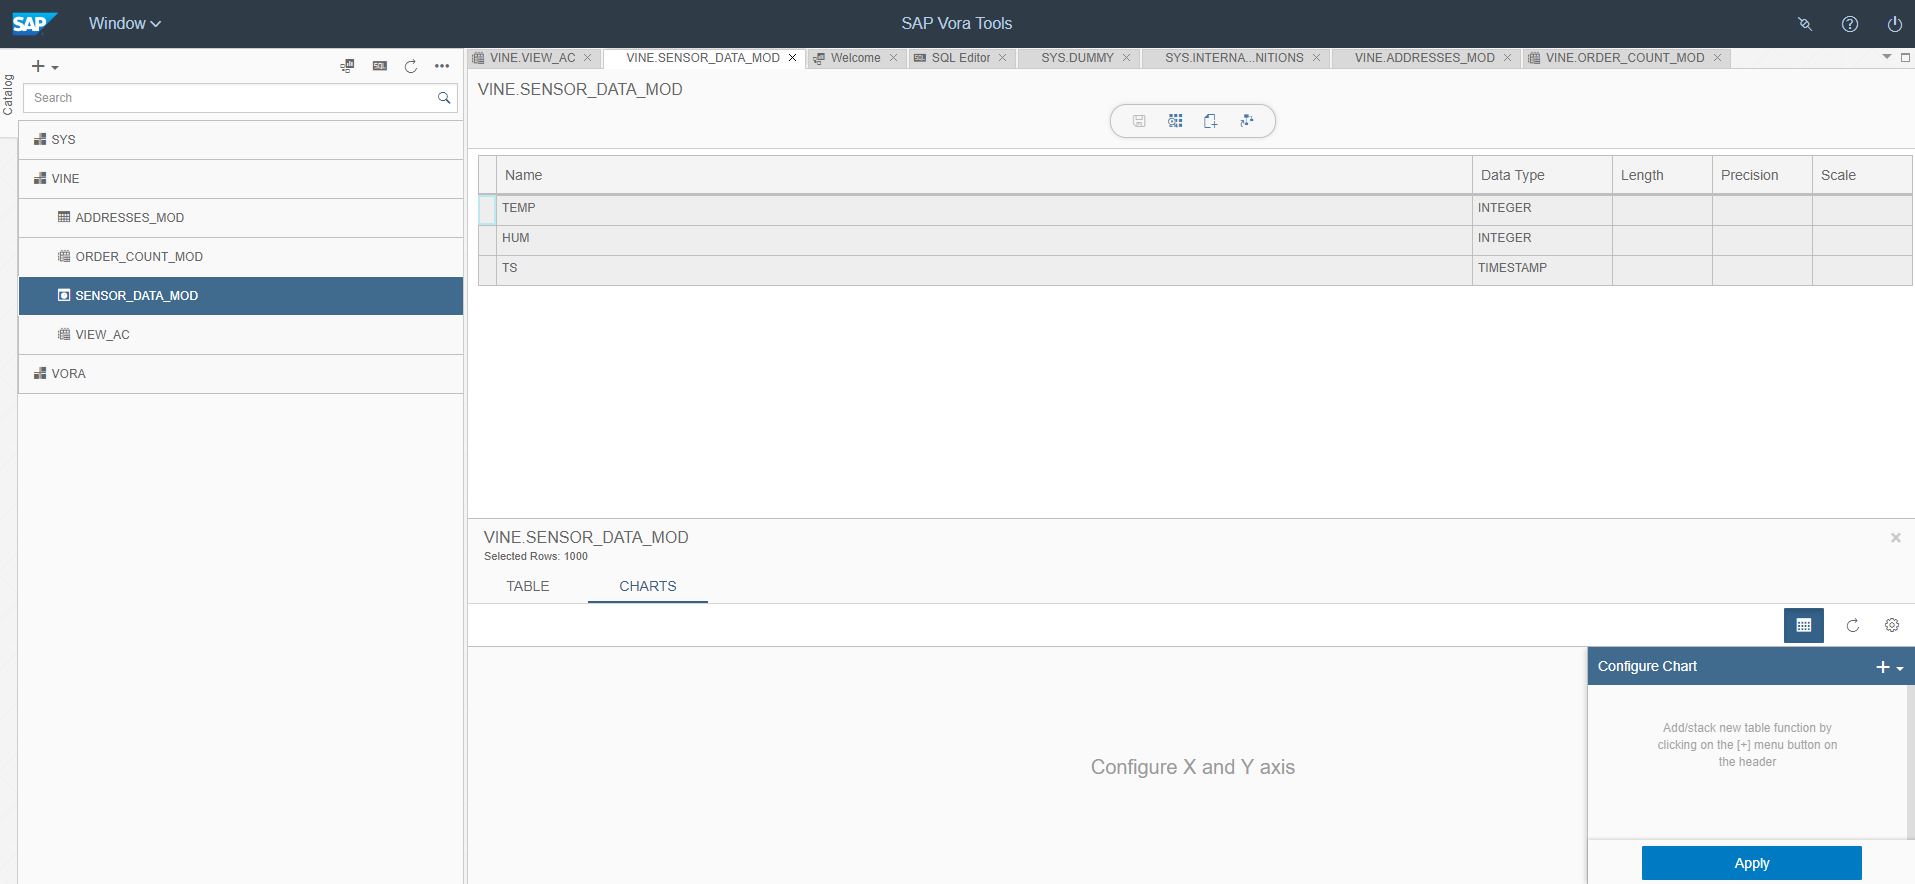 SAP Window SAP Vora Tools
Catalog
VINE.VIEW_AC VINE.SENSOR_DATA_MOD Welcome SQL Editor SYS.DUMMY SYS.INTERNA...NITIONS VINE.ADDRESSES_MOD VINE.ORDER_COUNT_MOD
SQL
Search
SYS
VINE
ADDRESSES_MOD
ORDER_COUNT_MOD
SENSOR_DATA_MOD
VIEW_AC
VORA
VINE.SENSOR_DATA_MOD
Name Data Type Length Precision Scale
TEMP INTEGER
HUM INTEGER
TS TIMESTAMP
VINE.SENSOR_DATA_MOD
Selected Rows: 1000
TABLE CHARTS
Configure X and Y axis
Configure Chart
Add/stack new table function by
clicking on the [+] menu button on
the header
Apply